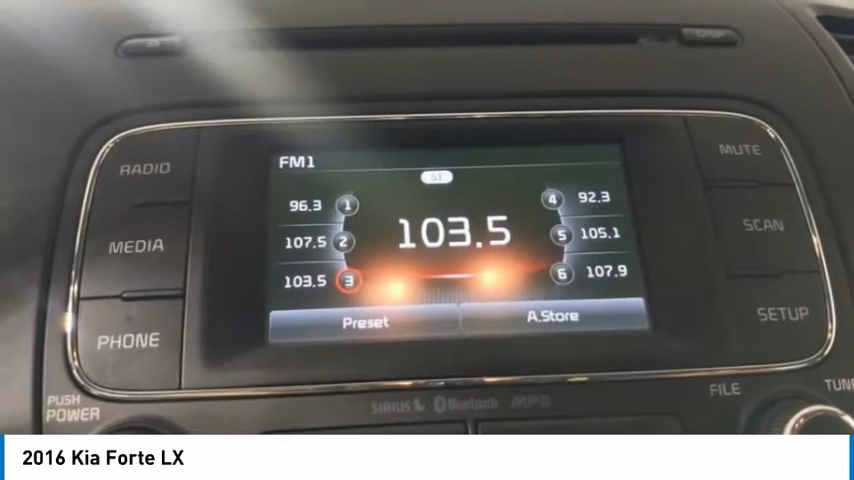 RADIO
MEDIA
PHONE
PUSH
POWER
FM1
ST
96.3 1
107.5 2
103.5 3
103.5
4 92.3
5 105.1
6 107.9
Preset
A.Store
MUTE
SCAN
SETUP
FILE
TUNE
SIRIUS Bluetooth MP3
2016 Kia Forte LX